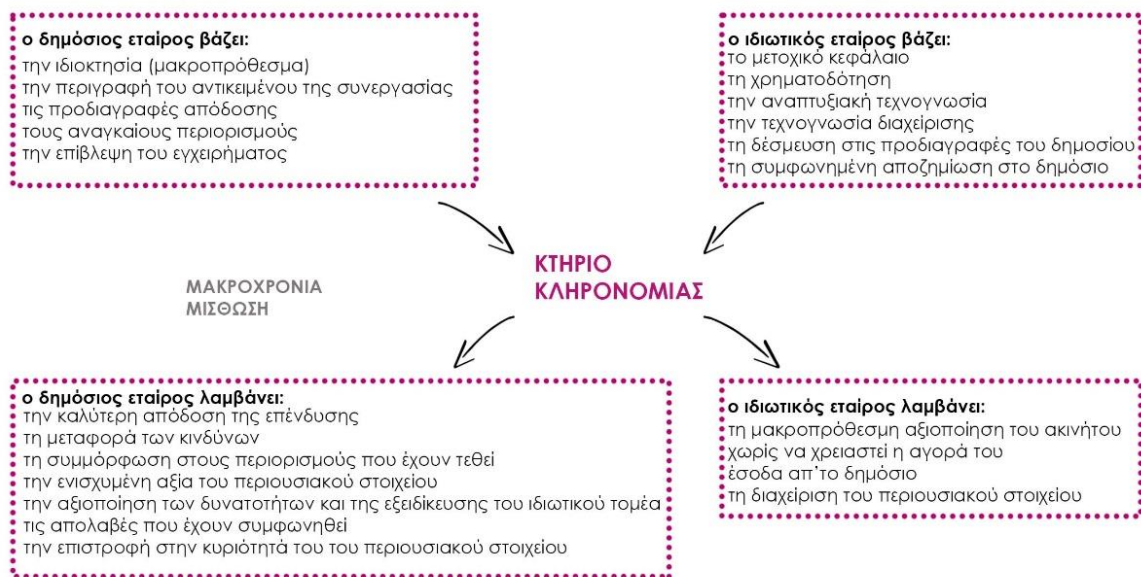 ο δημόσιος εταίρος βάζει:
την ιδιοκτησία (μακροπρόθεσμα)
την περιγραφή του αντικειμένου της συνεργασίας
τις προδιαγραφές απόδοσης
τους αναγκαίους περιορισμούς
την επίβλεψη του εγχειρήματος
ο ιδιωτικός εταίρος βάζει:
το μετοχικό κεφάλαιο
τη χρηματοδότηση
την αναπτυξιακή τεχνογνωσία
την τεχνογνωσία διαχείρισης
τη δέσμευση στις προδιαγραφές του δημοσίου
τη συμφωνημένη αποζημίωση στο δημόσιο
ΜΑΚΡΟΧΡΟΝΙΑ
ΜΙΣΘΩΣΗ
ΚΤΗΡΙΟ
ΚΛΗΡΟΝΟΜΙΑΣ
ο δημόσιος εταίρος λαμβάνει:
την καλύτερη απόδοση της επένδυσης
τη μεταφορά των κινδύνων
τη συμμόρφωση στους περιορισμούς που έχουν τεθεί
την ενισχυμένη αξία του περιουσιακού στοιχείου
την αξιοποίηση των δυνατοτήτων και της εξειδίκευσης του ιδιωτικού τομέα
τις απολαβές που έχουν συμφωνηθεί
την επιστροφή στην κυριότητά του του περιουσιακού στοιχείου
ο ιδιωτικός εταίρος λαμβάνει:
τη μακροπρόθεσμη αξιοποίηση του ακινήτου
χωρίς να χρειαστεί η αγορά του
έσοδα απ'το δημόσιο
τη διαχείριση του περιουσιακού στοιχείου